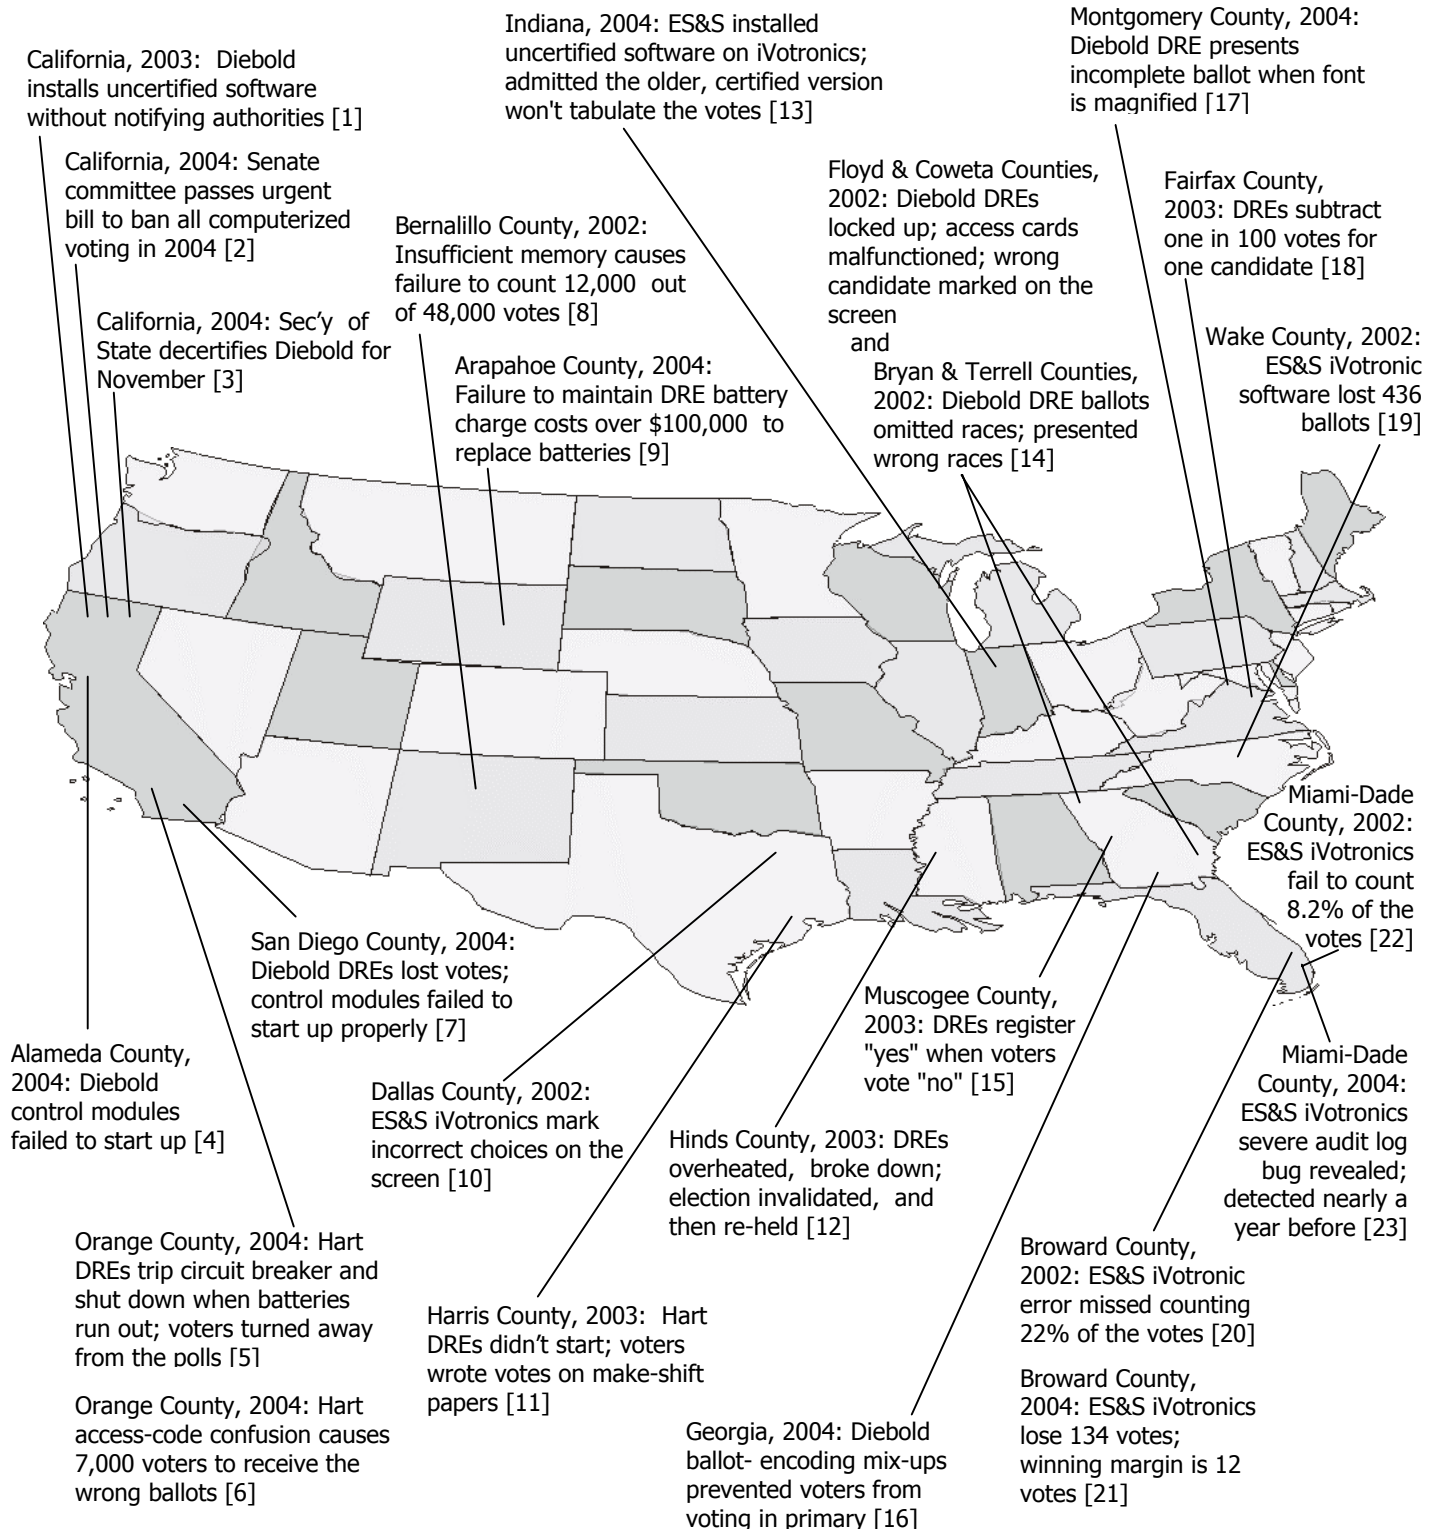 California, 2003:  Diebold
installs uncertified software
without notifying authorities [1]
California, 2004: Senate
committee passes urgent
bill to ban all computerized
voting in 2004 [2]
California, 2004: Sec’y  of
State decertifies Diebold for
November [3]
Bernalillo County, 2002:
Insufficient memory causes
failure to count 12,000  out
of 48,000 votes [8]
Arapahoe County, 2004:
Failure to maintain DRE battery
charge costs over $100,000  to
replace batteries [9]
Indiana, 2004: ES&S installed
uncertified software on iVotronics;
admitted the older, certified version
won't tabulate the votes [13]
Floyd & Coweta Counties,
2002: Diebold DREs
locked up; access cards
malfunctioned; wrong
candidate marked on the
screen
and
Bryan & Terrell Counties,
2002: Diebold DRE ballots
omitted races; presented
wrong races [14]
Montgomery County, 2004:
Diebold DRE presents
incomplete ballot when font
is magnified [17]
Fairfax County,
2003: DREs subtract
one in 100 votes for
one candidate [18]
Wake County, 2002:
ES&S iVotronic
software lost 436
ballots [19]
Miami-Dade
County, 2002:
ES&S iVotronics
fail to count
8.2% of the
votes [22]
Miami-Dade
County, 2004:
ES&S iVotronics
severe audit log
bug revealed;
detected nearly a
year before [23]
San Diego County, 2004:
Diebold DREs lost votes;
control modules failed to
start up properly [7]
Alameda County,
2004: Diebold
control modules
failed to start up [4]
Orange County, 2004: Hart
DREs trip circuit breaker and
shut down when batteries
run out; voters turned away
from the polls [5]
Orange County, 2004: Hart
access-code confusion causes
7,000 voters to receive the
wrong ballots [6]
Dallas County, 2002:
ES&S iVotronics mark
incorrect choices on the
screen [10]
Harris County, 2003:  Hart
DREs didn’t start; voters
wrote votes on make-shift
papers [11]
Hinds County, 2003: DREs
overheated,  broke down;
election invalidated,  and
then re-held [12]
Muscogee County,
2003: DREs register
"yes" when voters
vote "no" [15]
Georgia, 2004: Diebold
ballot- encoding mix-ups
prevented voters from
voting in primary [16]
Broward County,
2002: ES&S iVotronic
error missed counting
22% of the votes [20]
Broward County,
2004: ES&S iVotronics
lose 134 votes;
winning margin is 12
votes [21]